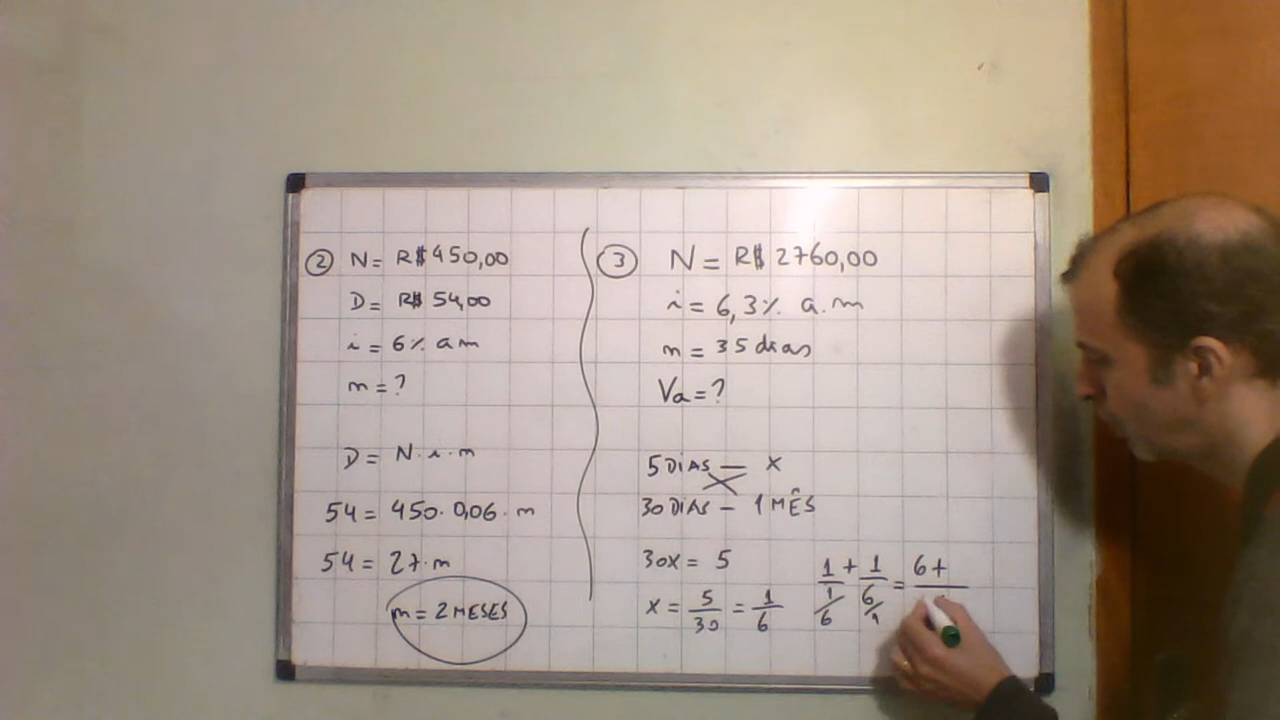 2 N = R$450,00
D = R$ 54,00
i = 6% a m
m = ?
D = N.i.m
54 = 450.0,06.m
54 = 27.m
m = 2 MESES
3 N = R$ 2760,00
i = 6,3% a.m
m = 35 dias
Va = ?
5 DIAS — x
30 DIAS — 1 MÊS
30x = 5
x = 5/30 = 1/6
1/1/6 + 1/6/1 = 6+